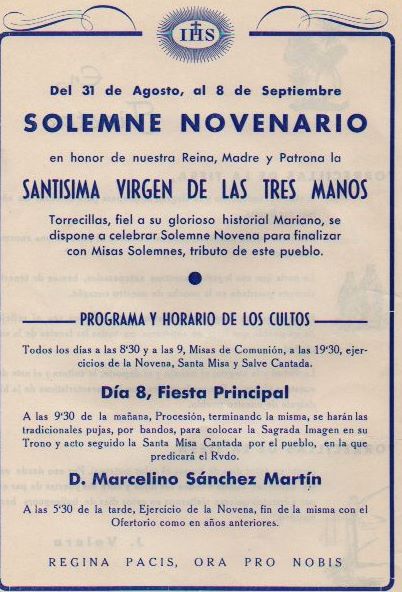 IHS
Del 31 de Agosto, al 8 de Septiembre
SOLEMNE NOVENARIO
en honor de nuestra Reina, Madre y Patrona la
SANTISIMA VIRGEN DE LAS TRES MANOS
Torrecillas, fiel a su glorioso historial Mariano, se
dispone a celebrar Solemne Novena para finalizar
con Misas Solemnes, tributo de este pueblo.
PROGRAMA Y HORARIO DE LOS CULTOS
Todos los días a las 8'30 y a las 9, Misas de Comunión, a las 19'30, ejer-
cicios de la Novena, Santa Misa y Salve Cantada.
Día 8, Fiesta Principal
A las 9'30 de la mañana, Procesión, terminando la misma, se harán las
tradicionales pujas, por bandos, para colocar la Sagrada Imagen en su
Trono y acto seguido la Santa Misa Cantada por el pueblo, en la que
predicará el Rvdo.
D. Marcelino Sánchez Martín
A las 5'30 de la tarde, Ejercicio de la Novena, fin de la misma con el
Ofertorio como en años anteriores.
REGINA PACIS, ORA PRO NOBIS